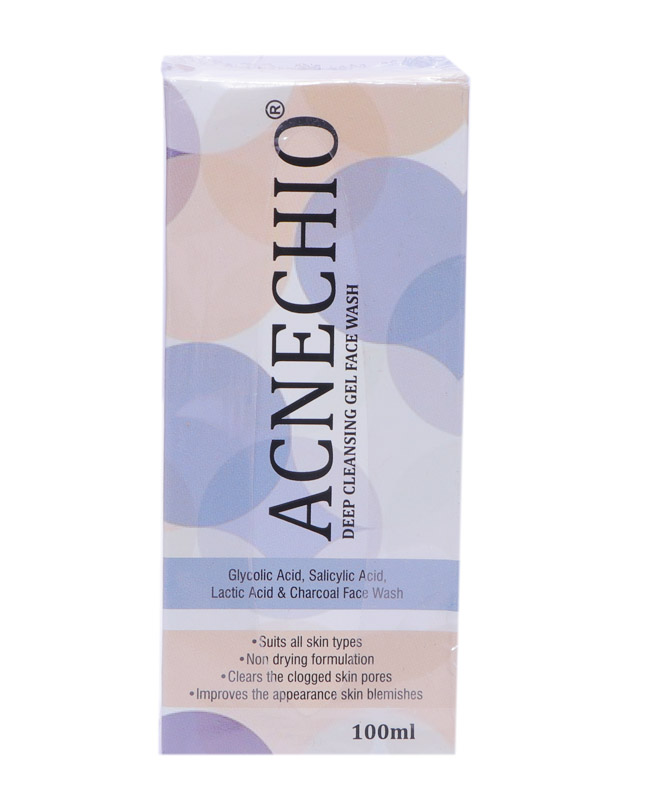 ACNECHIO®
DEEP CLEANSING GEL FACE WASH
Glycolic Acid, Salicylic Acid,
Lactic Acid & Charcoal Face Wash
•Suits all skin types
•Non drying formulation
•Clears the clogged skin pores
•Improves the appearance skin blemishes
100ml